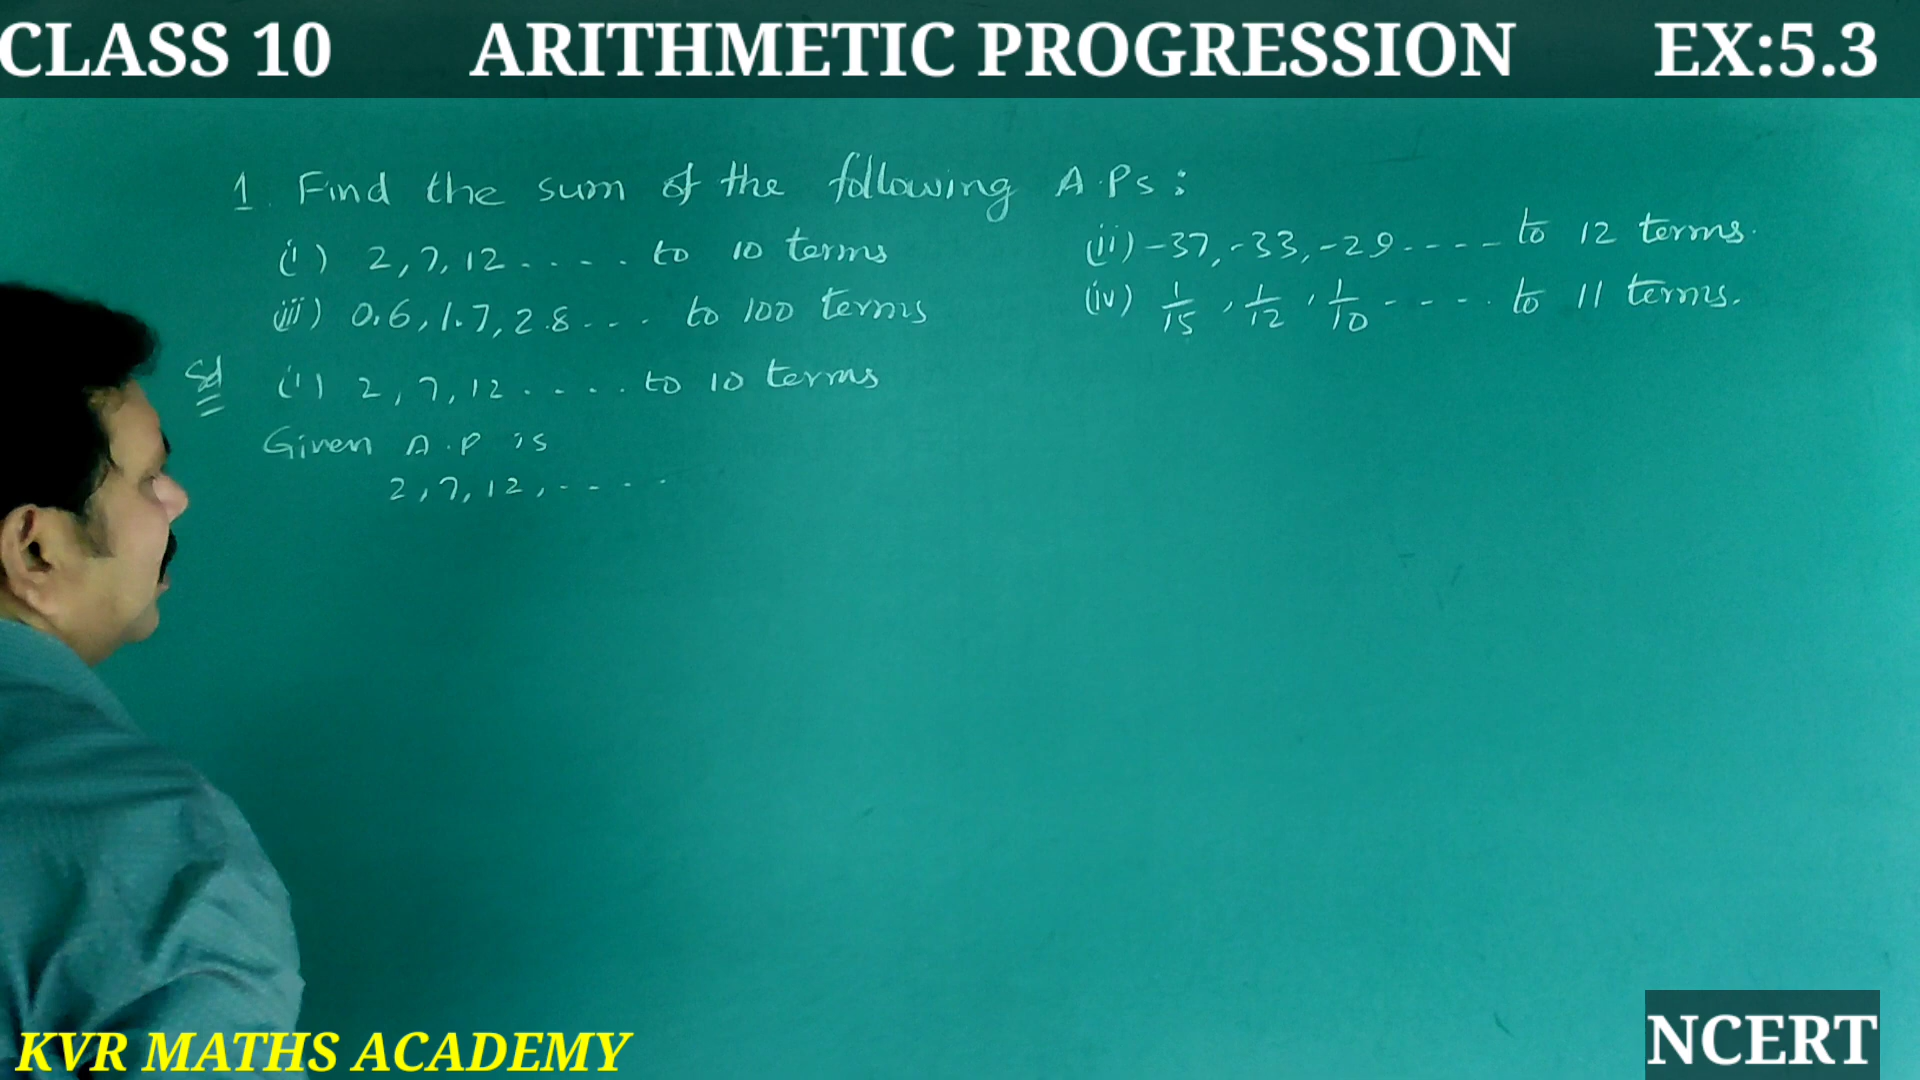 CLASS 10 ARITHMETIC PROGRESSION EX:5.3
1. Find the sum of the following A.Ps:
(i) 2, 7, 12 .... to 10 terms (ii) -37, -33, -29 .... to 12 terms.
(iii) 0.6, 1.7, 2.8 ... to 100 terms (iv) 1/15, 1/12, 1/10 .... to 11 terms.
Sol (i) 2, 7, 12 .... to 10 terms
Given A.P is
2, 7, 12, ....
KVR MATHS ACADEMY
NCERT